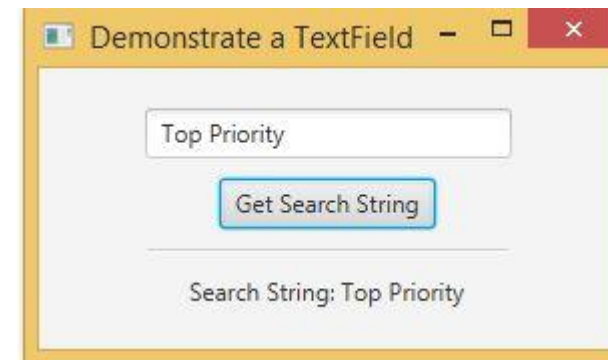 Demonstrate a TextField
Top Priority
Get Search String
Search String: Top Priority